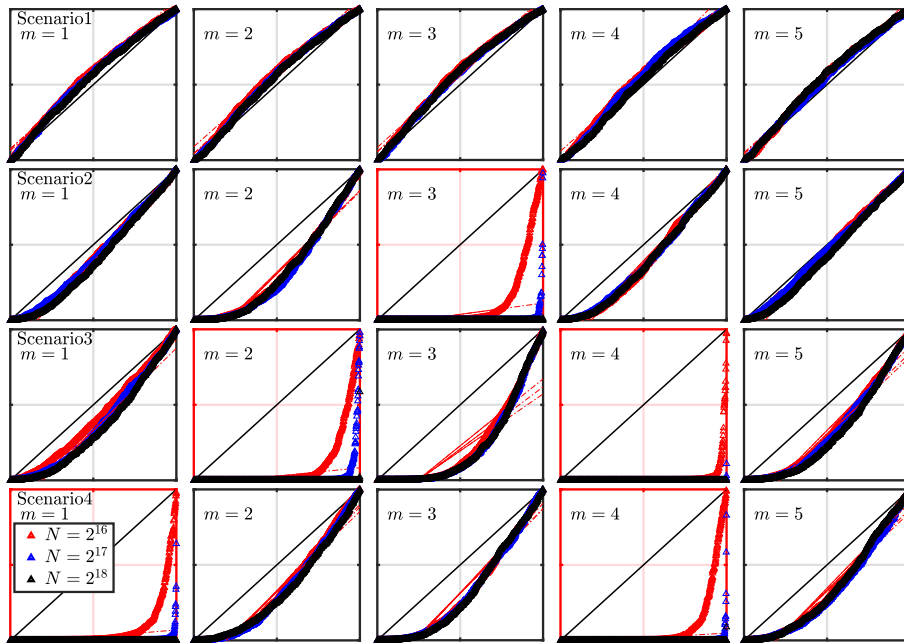 Scenario1
m = 1
m = 2
m = 3
m = 4
m = 5
Scenario2
m = 1
m = 2
m = 3
m = 4
m = 5
Scenario3
m = 1
m = 2
m = 3
m = 4
m = 5
Scenario4
m = 1
m = 2
m = 3
m = 4
m = 5
N = 2^{16}
N = 2^{17}
N = 2^{18}